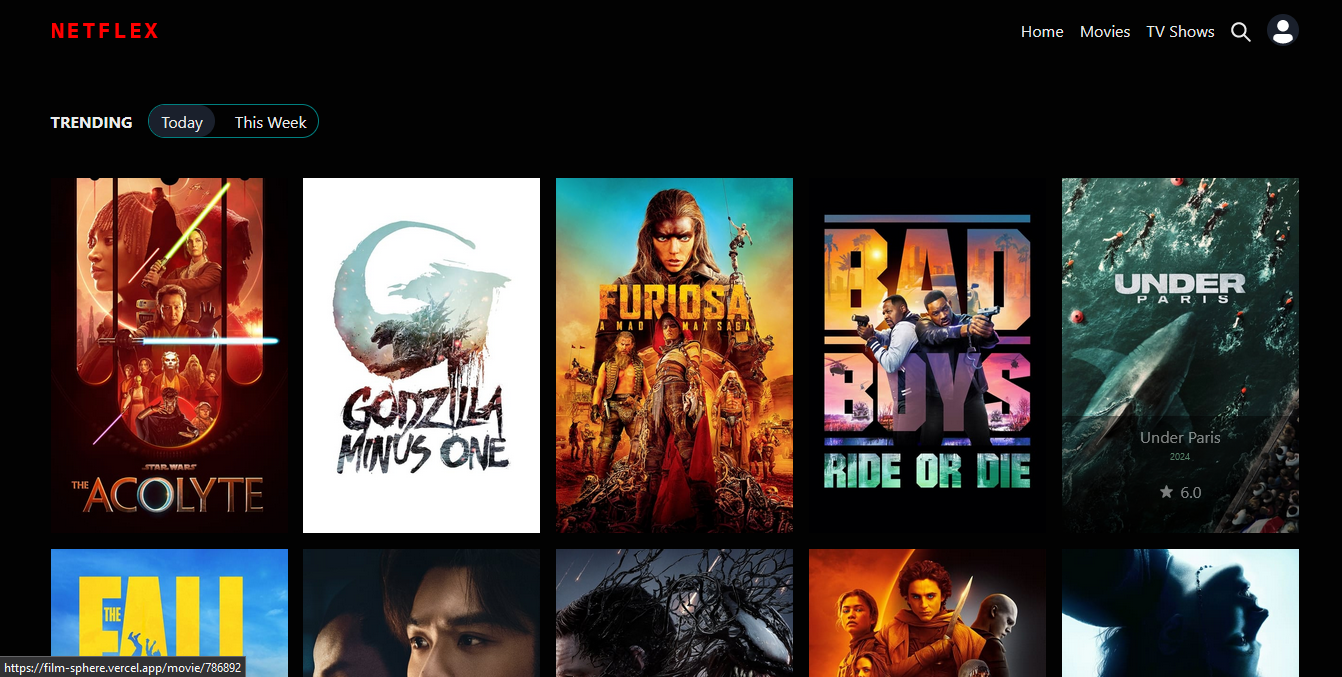 NETFLEX
Home Movies TV Shows
TRENDING Today This Week
STAR WARS
THE ACOLYTE
GODZILLA
MINUS ONE
FURIOSA
A MAD MAX SAGA
BAD
BOYS
RIDE OR DIE
UNDER
PARIS
Under Paris
2024
6.0
THE
FALL
https://film-sphere.vercel.app/movie/786892